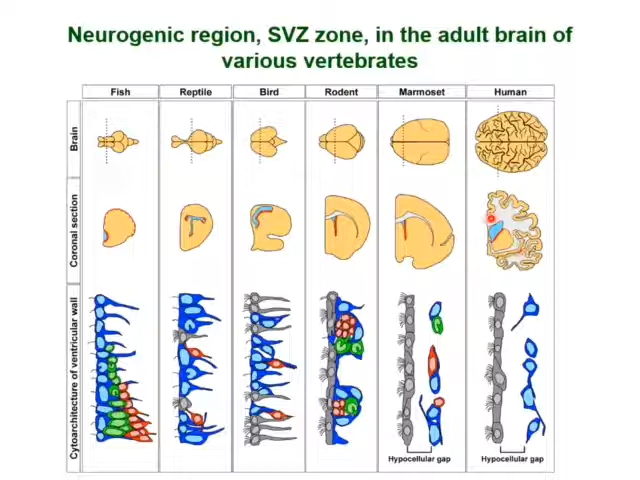 Neurogenic region, SVZ zone, in the adult brain of
various vertebrates
Fish Reptile Bird Rodent Marmoset Human
Brain
Coronal section
Cytoarchitecture of ventricular wall
Hypocellular gap Hypocellular gap